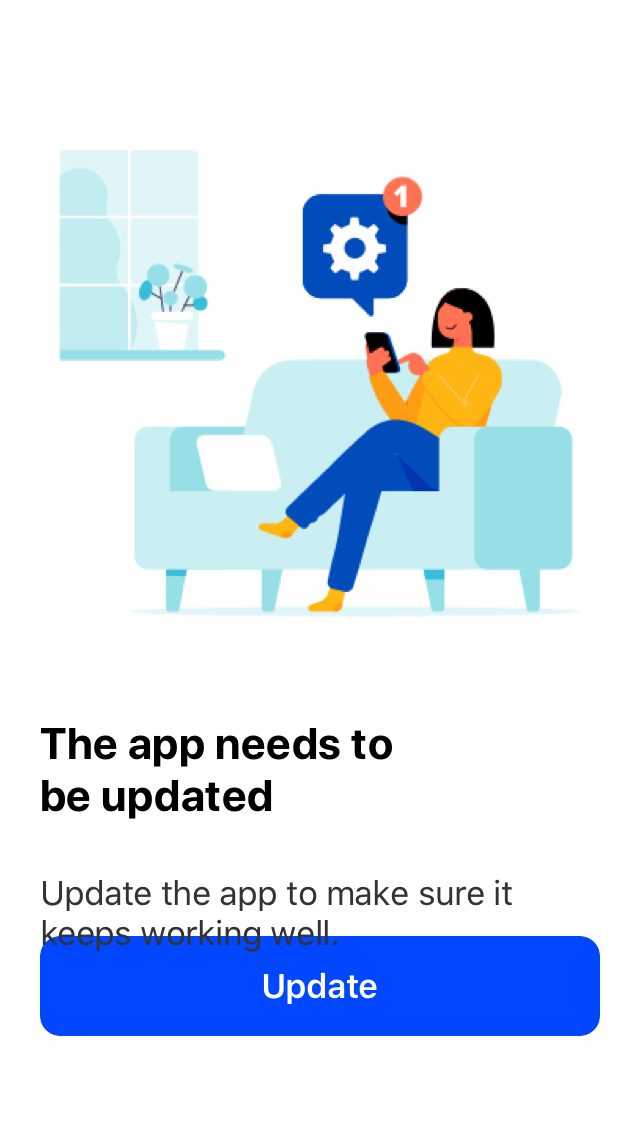 1
The app needs to
be updated
Update the app to make sure it
keeps working well.
Update